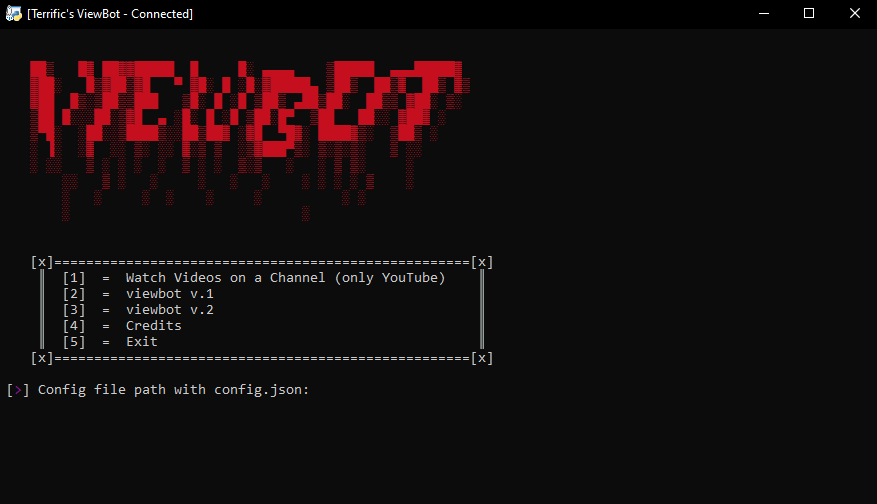 [Terrific's ViewBot - Connected]
VIEWBOT
[x]====================================================[x]
[1] = Watch Videos on a Channel (only YouTube)
[2] = viewbot v.1
[3] = viewbot v.2
[4] = Credits
[5] = Exit
[x]====================================================[x]
[>] Config file path with config.json: